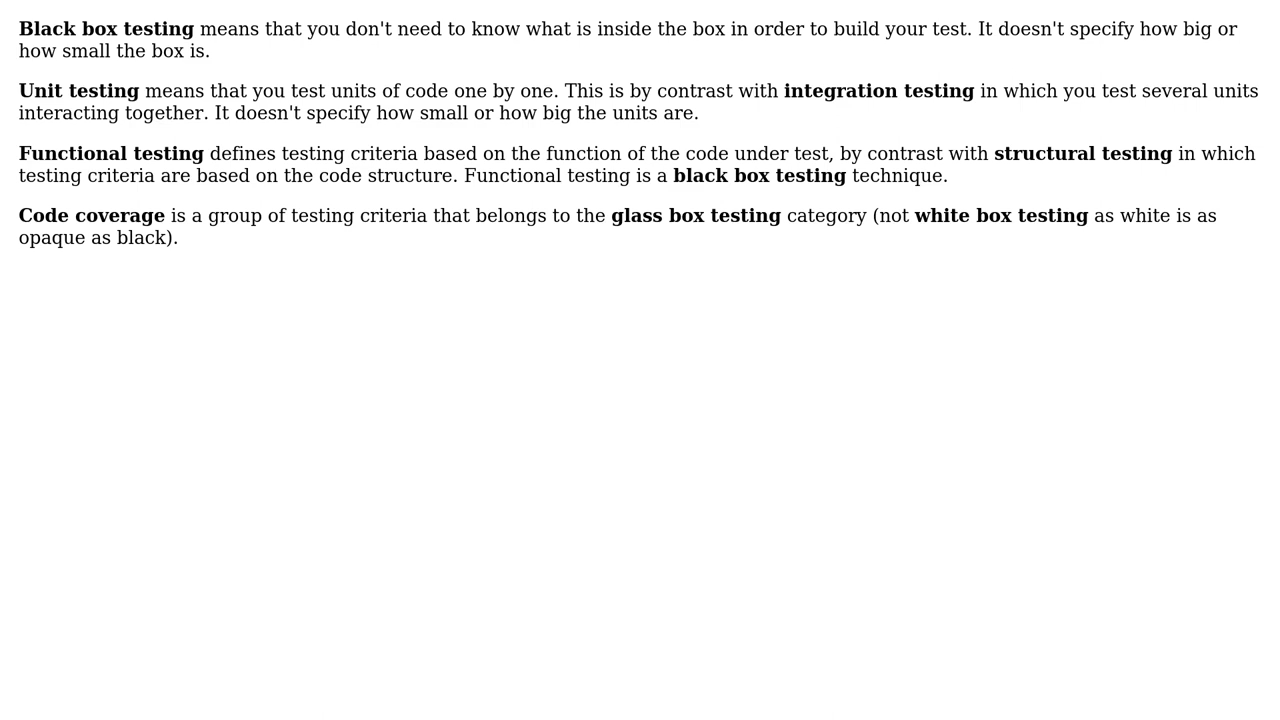 Black box testing means that you don't need to know what is inside the box in order to build your test. It doesn't specify how big or
how small the box is.
Unit testing means that you test units of code one by one. This is by contrast with integration testing in which you test several units
interacting together. It doesn't specify how small or how big the units are.
Functional testing defines testing criteria based on the function of the code under test, by contrast with structural testing in which
testing criteria are based on the code structure. Functional testing is a black box testing technique.
Code coverage is a group of testing criteria that belongs to the glass box testing category (not white box testing as white is as
opaque as black).